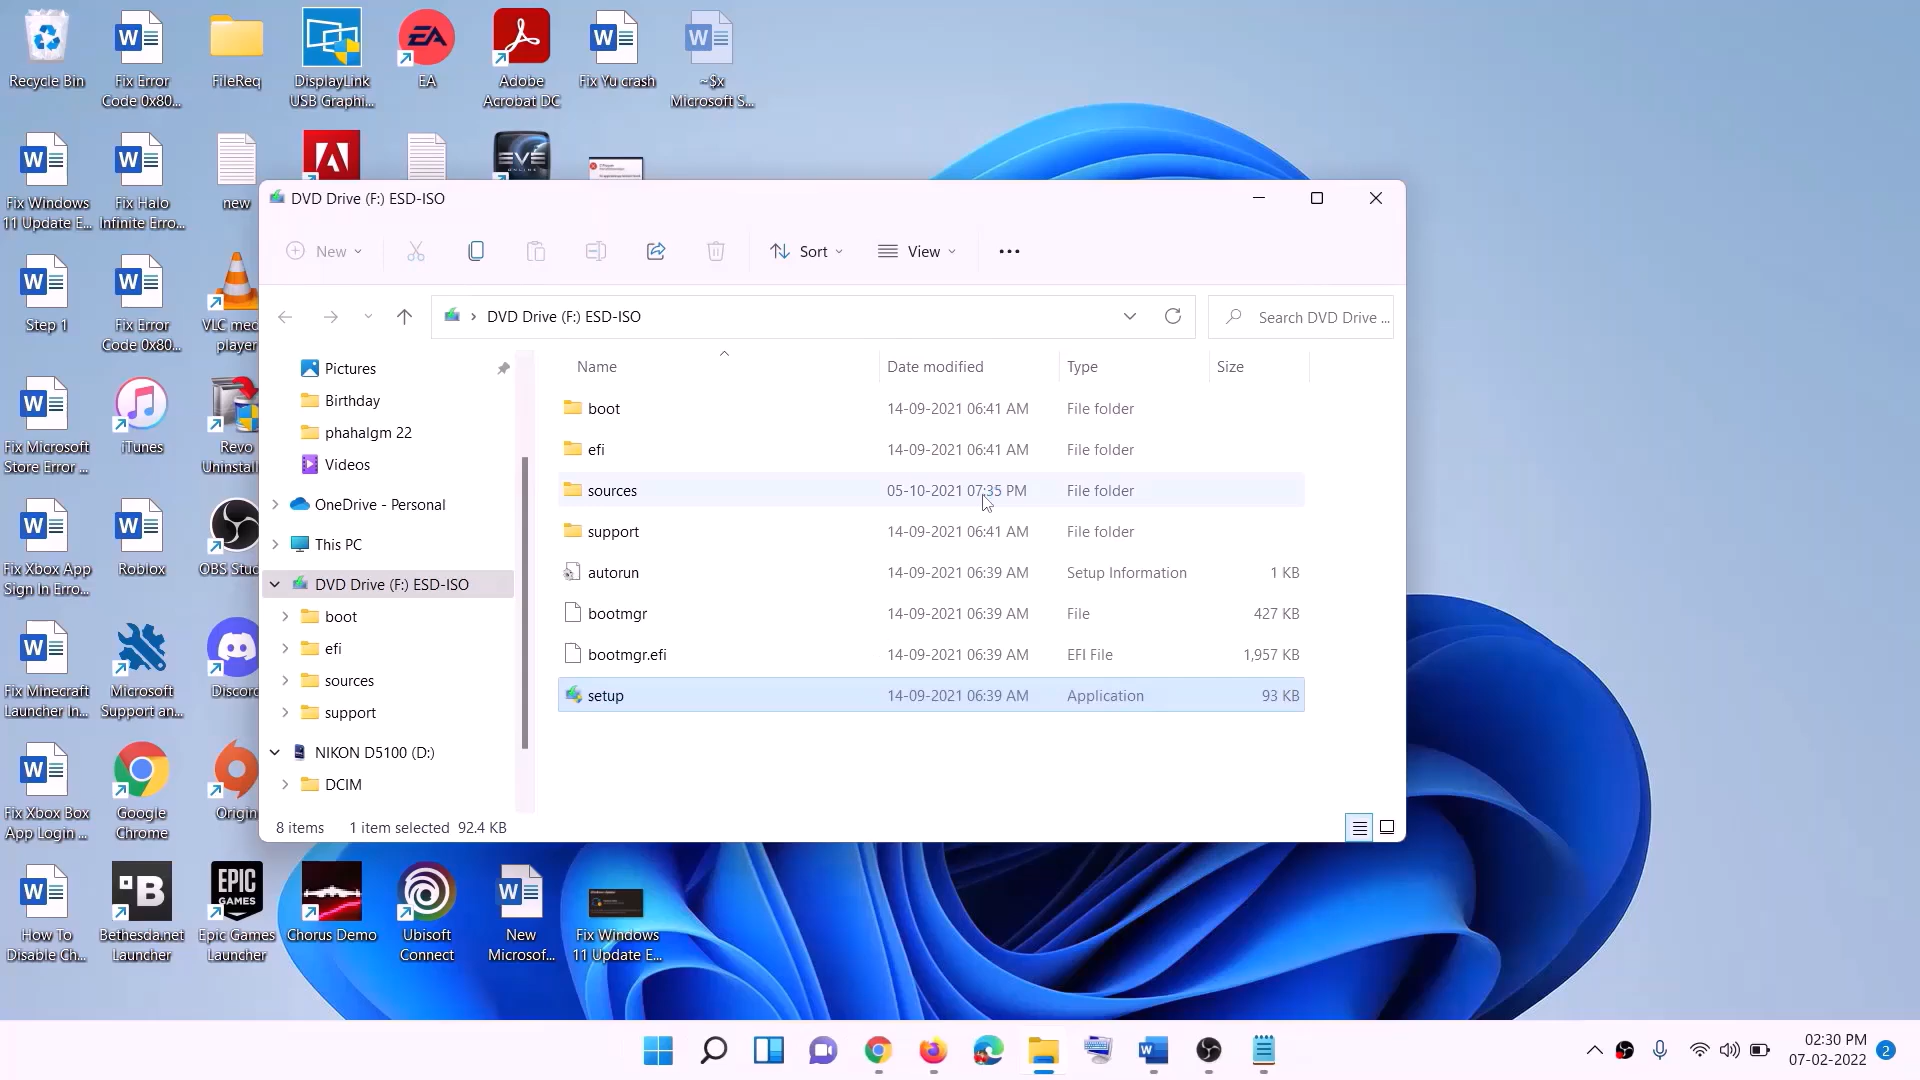 Recycle Bin
Fix Error
Code 0x80...
FileReq
DisplayLink
USB Graphi...
EA
Adobe
Acrobat DC
Fix Yu crash
~$x
Microsoft S...
Fix Windows
11 Update E...
Fix Halo
Infinite Erro...
new
EVE
ONLINE
Step 1
Fix Error
Code 0x80...
VLC med
player
Fix Microsoft
Store Error ...
iTunes
Revo
Uninstall
Fix Xbox App
Sign In Erro...
Roblox
OBS Stud
Fix Minecraft
Launcher In...
Microsoft
Support an...
Discord
Fix Xbox Box
App Login ...
Google
Chrome
Origin
How To
Disable Ch...
Bethesda.net
Launcher
EPIC
GAMES
Epic Games
Launcher
Chorus Demo
Ubisoft
Connect
New
Microsof...
Fix Windows
11 Update E...
DVD Drive (F:) ESD-ISO
New
Sort
View
DVD Drive (F:) ESD-ISO
Search DVD Drive ...
Pictures
Birthday
phahalgm 22
Videos
OneDrive - Personal
This PC
DVD Drive (F:) ESD-ISO
boot
efi
sources
support
NIKON D5100 (D:)
DCIM
Name Date modified Type Size
boot 14-09-2021 06:41 AM File folder
efi 14-09-2021 06:41 AM File folder
sources 05-10-2021 07:35 PM File folder
support 14-09-2021 06:41 AM File folder
autorun 14-09-2021 06:39 AM Setup Information 1 KB
bootmgr 14-09-2021 06:39 AM File 427 KB
bootmgr.efi 14-09-2021 06:39 AM EFI File 1,957 KB
setup 14-09-2021 06:39 AM Application 93 KB
8 items 1 item selected 92.4 KB
02:30 PM
07-02-2022
2